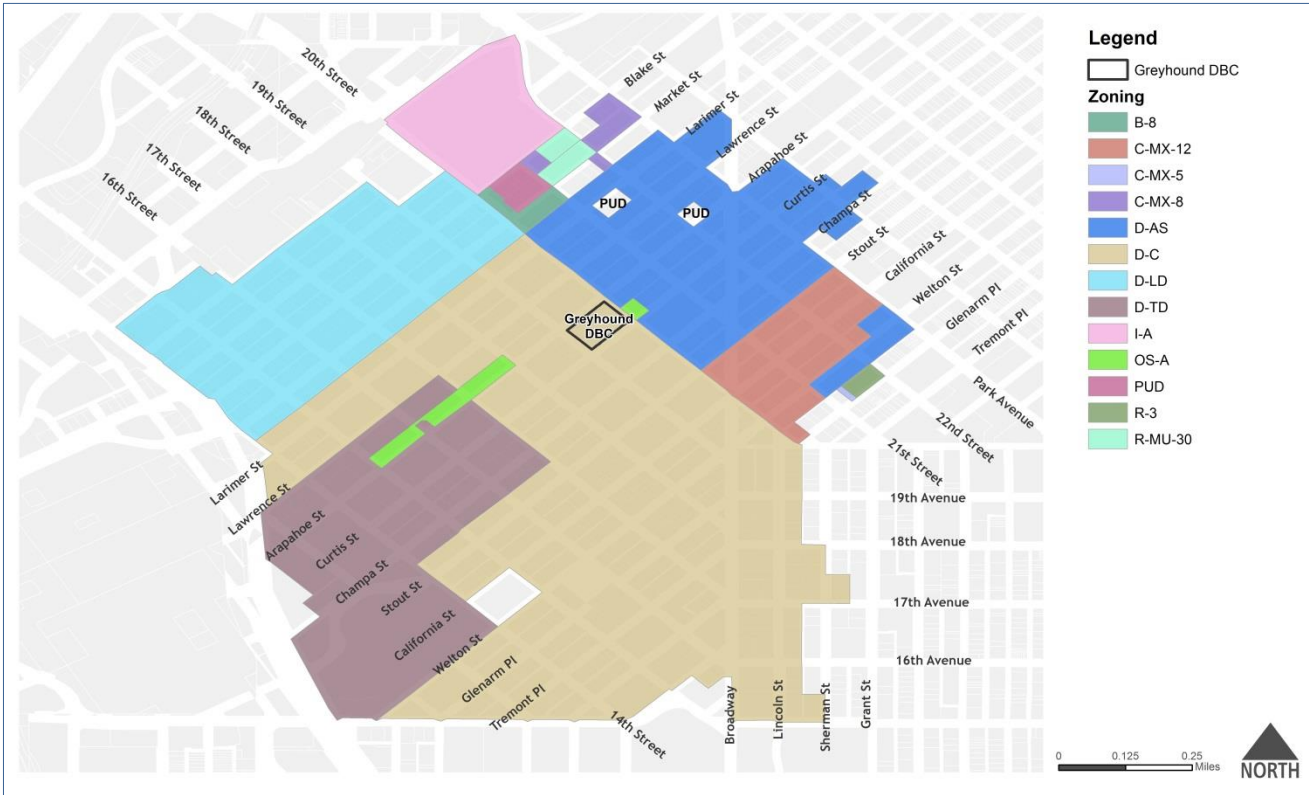 20th Street
19th Street
18th Street
17th Street
16th Street
Blake St
Market St
Larimer St
Lawrence St
Arapahoe St
Curtis St
Champa St
Stout St
California St
Welton St
Glenarm Pl
Tremont Pl
Park Avenue
22nd Street
21st Street
19th Avenue
18th Avenue
17th Avenue
16th Avenue
PUD
PUD
Greyhound
DBC
Larimer St
Lawrence St
Arapahoe St
Curtis St
Champa St
Stout St
California St
Welton St
Glenarm Pl
Tremont Pl
14th Street
Broadway
Lincoln St
Sherman St
Grant St
Legend
Greyhound DBC
Zoning
B-8
C-MX-12
C-MX-5
C-MX-8
D-AS
D-C
D-LD
D-TD
I-A
OS-A
PUD
R-3
R-MU-30
0 0.125 0.25
Miles
NORTH